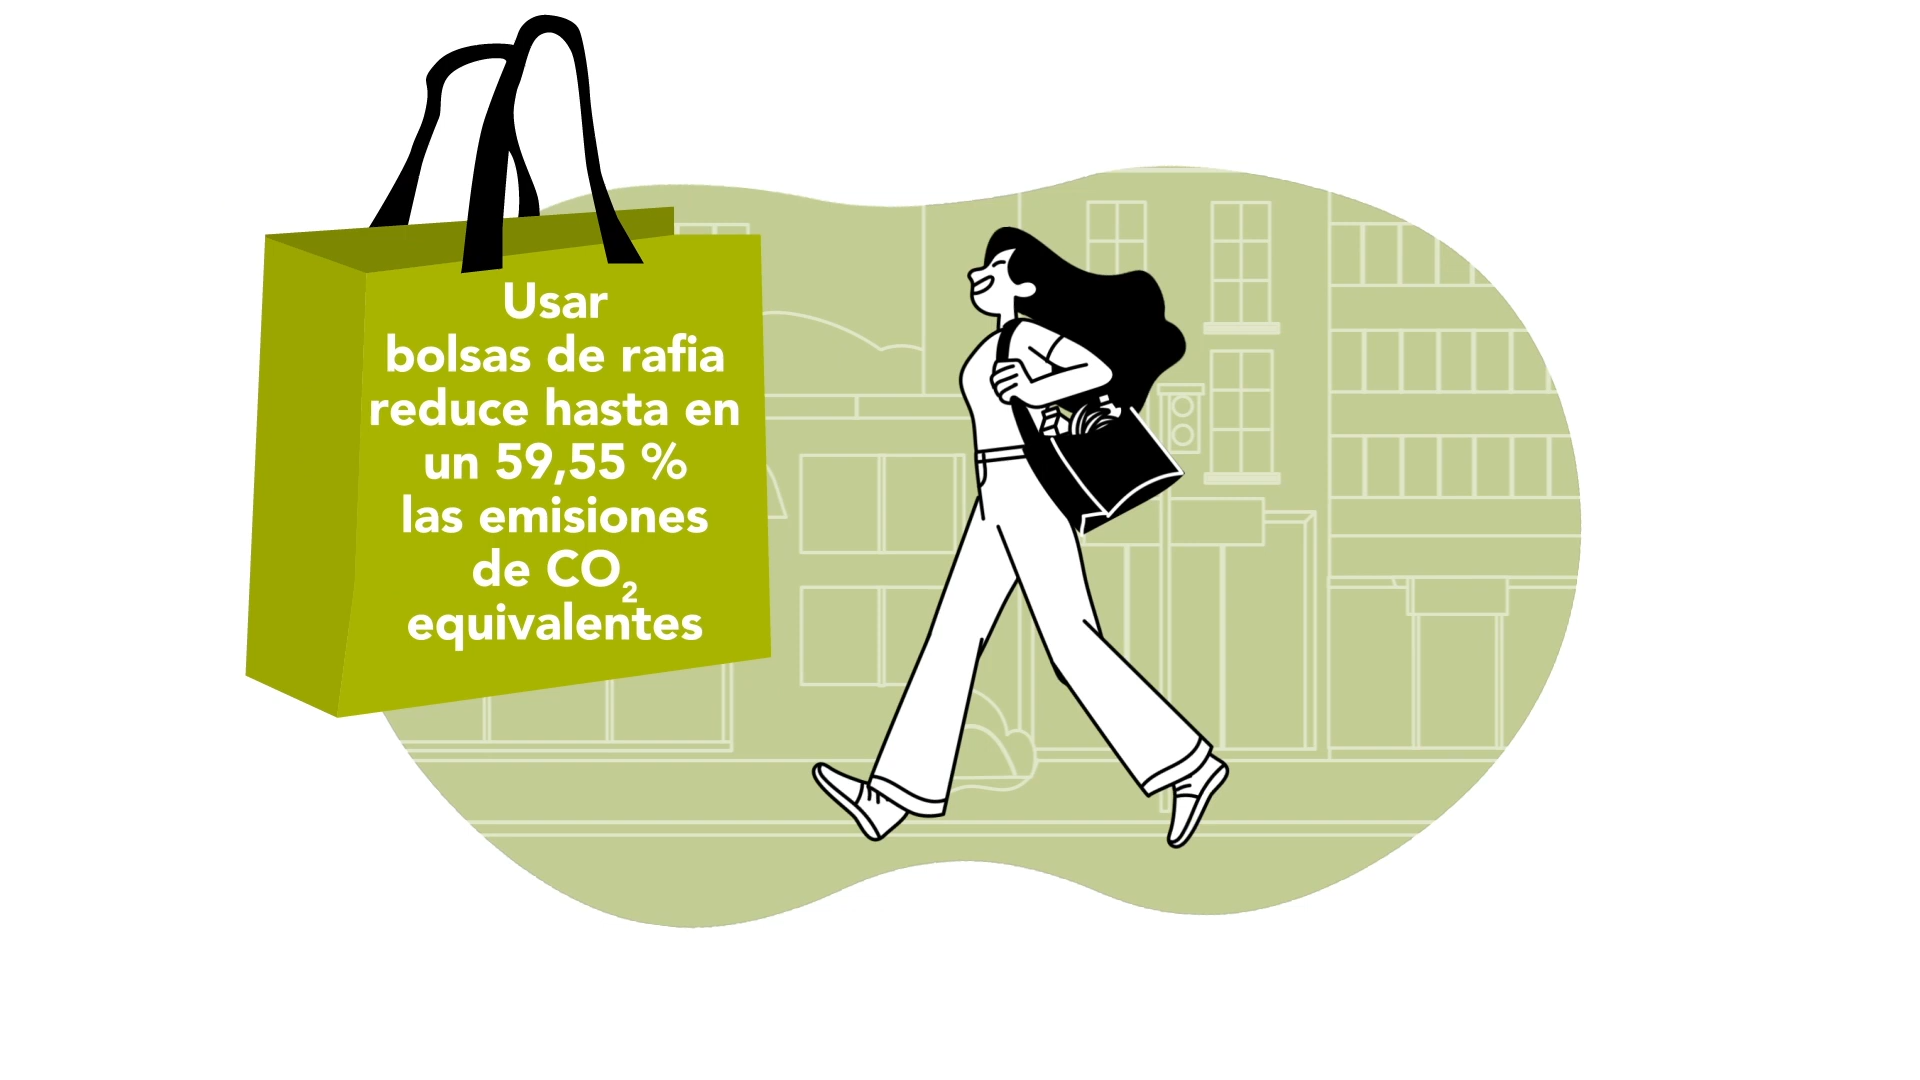 Usar
bolsas de rafia
reduce hasta en
un 59,55 %
las emisiones
de CO₂
equivalentes